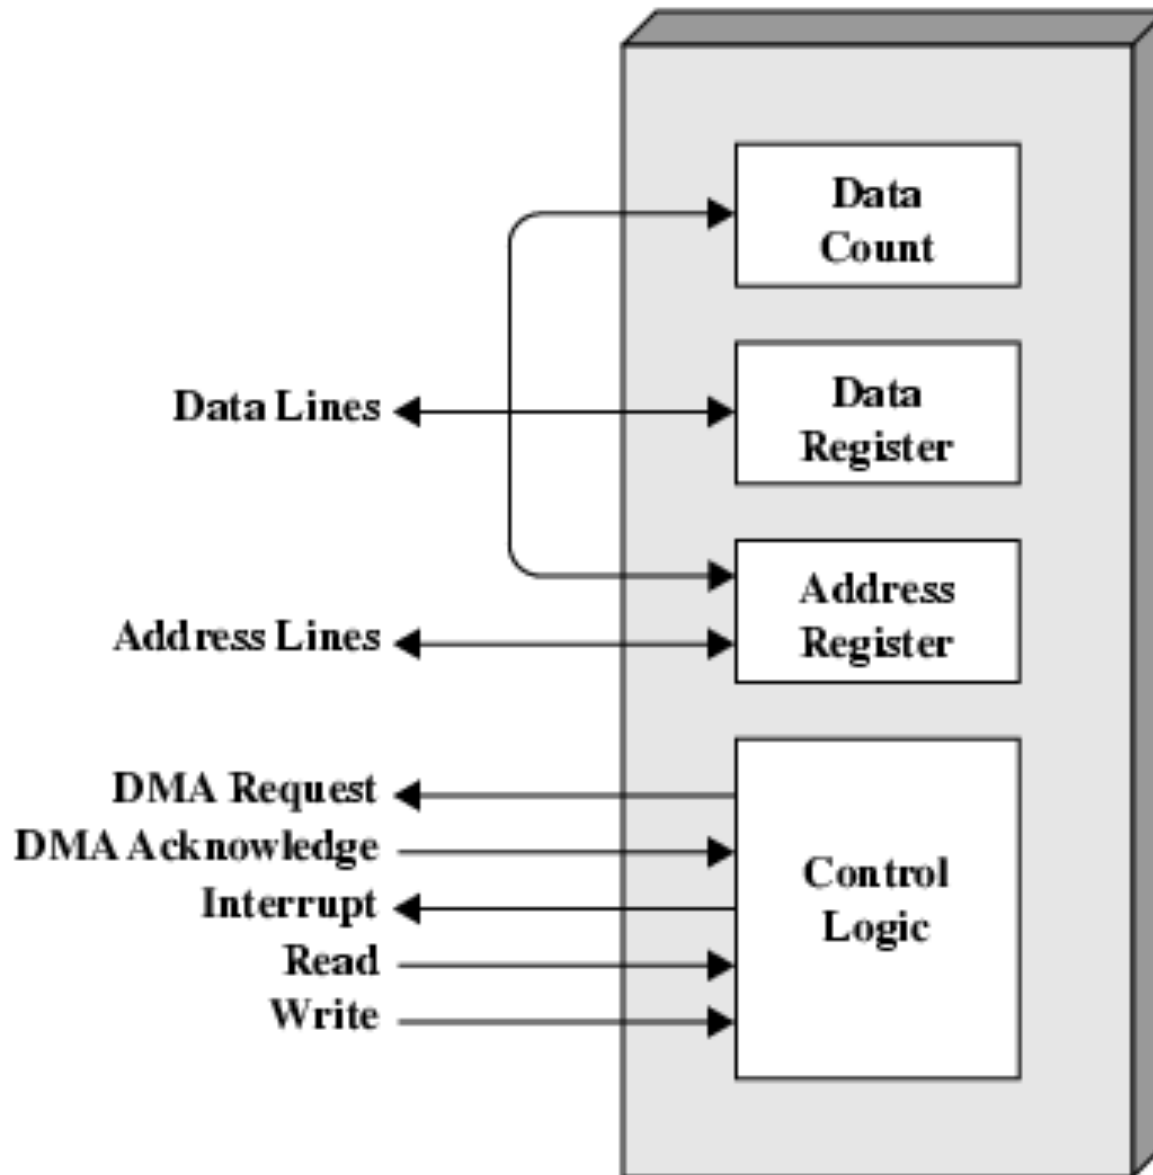 Data
Count
Data Lines
Data
Register
Address
Register
Address Lines
DMA Request
DMA Acknowledge
Interrupt
Read
Write
Control
Logic